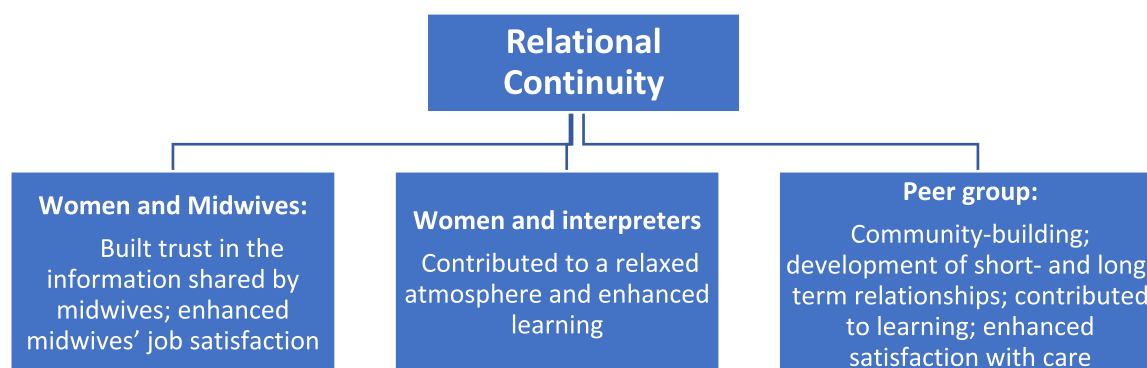 Relational
Continuity
Women and Midwives:
Built trust in the
information shared by
midwives; enhanced
midwives’ job satisfaction
Women and interpreters
Contributed to a relaxed
atmosphere and enhanced
learning
Peer group:
Community-building;
development of short- and long
term relationships; contributed
to learning; enhanced
satisfaction with care